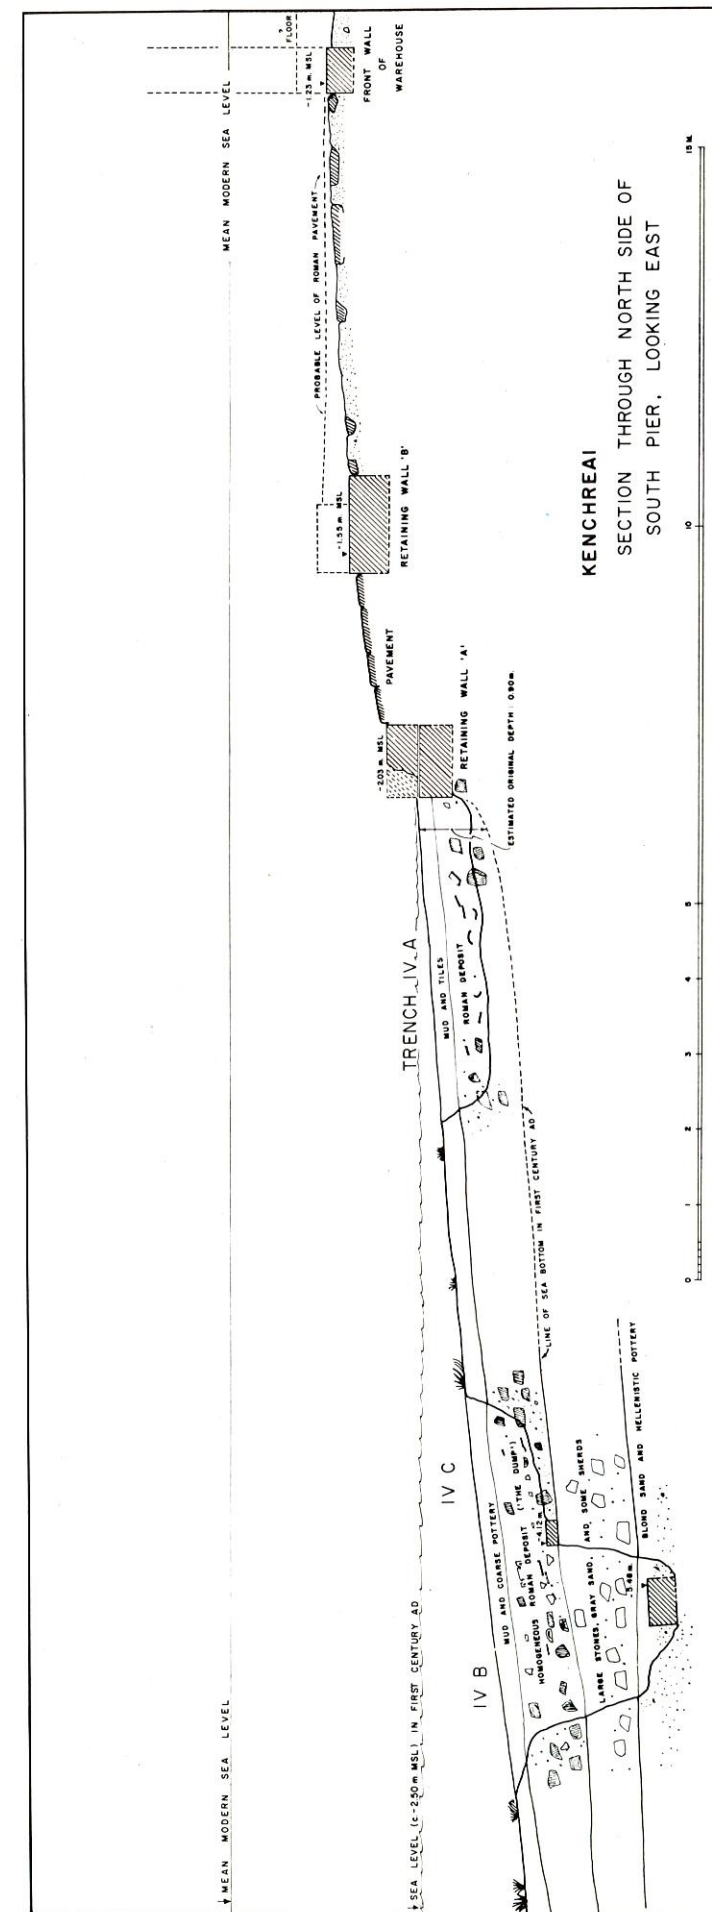 KENCHREAI
SECTION THROUGH NORTH SIDE OF
SOUTH PIER, LOOKING EAST
MEAN MODERN SEA LEVEL
MEAN MODERN SEA LEVEL
SEA LEVEL (c -2.50 m MSL) IN FIRST CENTURY AD
?
FLOOR
-1.23 m. MSL
FRONT WALL
OF
WAREHOUSE
PROBABLE LEVEL OF ROMAN PAVEMENT
-1.55 m MSL
RETAINING WALL 'B'
PAVEMENT
-2.03 m MSL
RETAINING WALL 'A'
ESTIMATED ORIGINAL DEPTH : 0.90 m.
TRENCH IV A
MUD AND TILES
ROMAN DEPOSIT
LINE OF SEA BOTTOM IN FIRST CENTURY AD
IV C
IV B
MUD AND COARSE POTTERY
HOMOGENEOUS ROMAN DEPOSIT ('THE DUMP')
-4.12 m.
LARGE STONES, GRAY SAND, AND SOME SHERDS
-5.48 m.
BLOND SAND AND HELLENISTIC POTTERY
0 1 2 3 4 5 10 15 M.